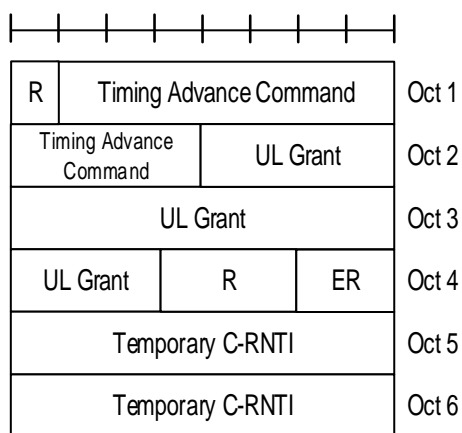 R Timing Advance Command Oct 1
Timing Advance
Command UL Grant Oct 2
UL Grant Oct 3
UL Grant R ER Oct 4
Temporary C-RNTI Oct 5
Temporary C-RNTI Oct 6